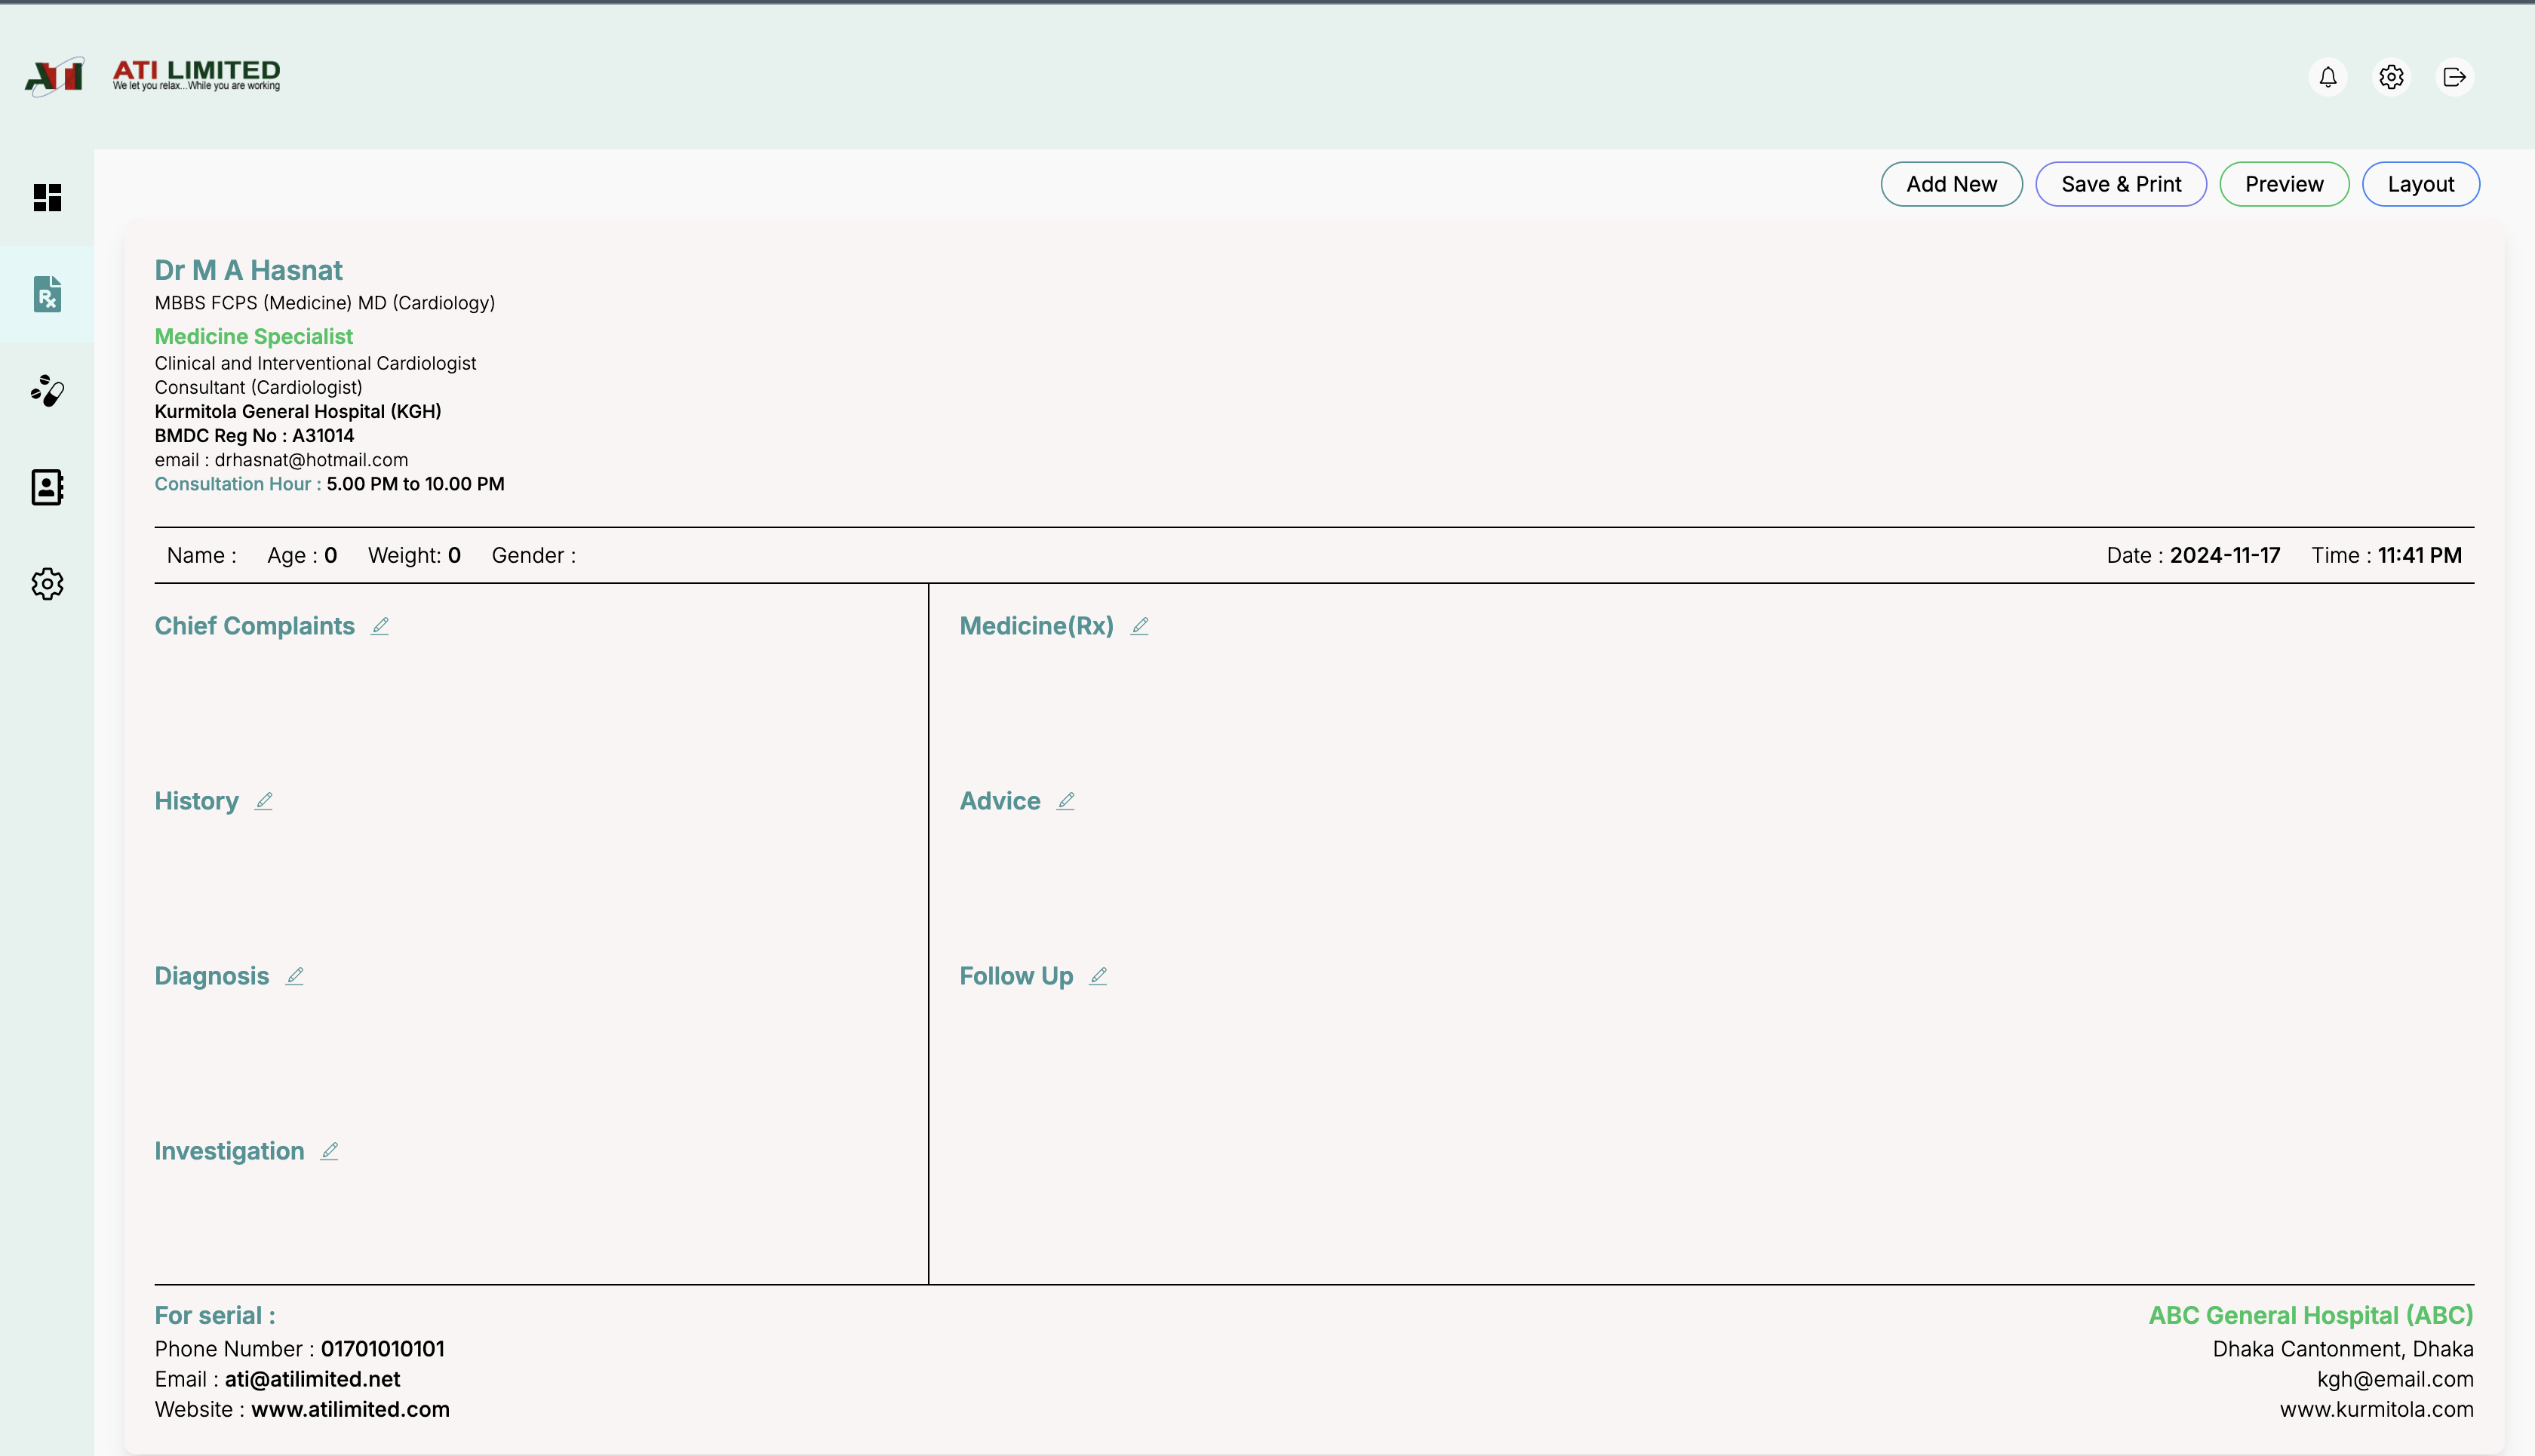 ATI
ATI LIMITED
We let you relax...While you are working
Add New
Save & Print
Preview
Layout
Rx
Dr M A Hasnat
MBBS FCPS (Medicine) MD (Cardiology)
Medicine Specialist
Clinical and Interventional Cardiologist
Consultant (Cardiologist)
Kurmitola General Hospital (KGH)
BMDC Reg No : A31014
email : drhasnat@hotmail.com
Consultation Hour : 5.00 PM to 10.00 PM
Name : Age : 0 Weight: 0 Gender : Date : 2024-11-17 Time : 11:41 PM
Chief Complaints
History
Diagnosis
Investigation
Medicine(Rx)
Advice
Follow Up
For serial :
Phone Number : 01701010101
Email : ati@atilimited.net
Website : www.atilimited.com
ABC General Hospital (ABC)
Dhaka Cantonment, Dhaka
kgh@email.com
www.kurmitola.com